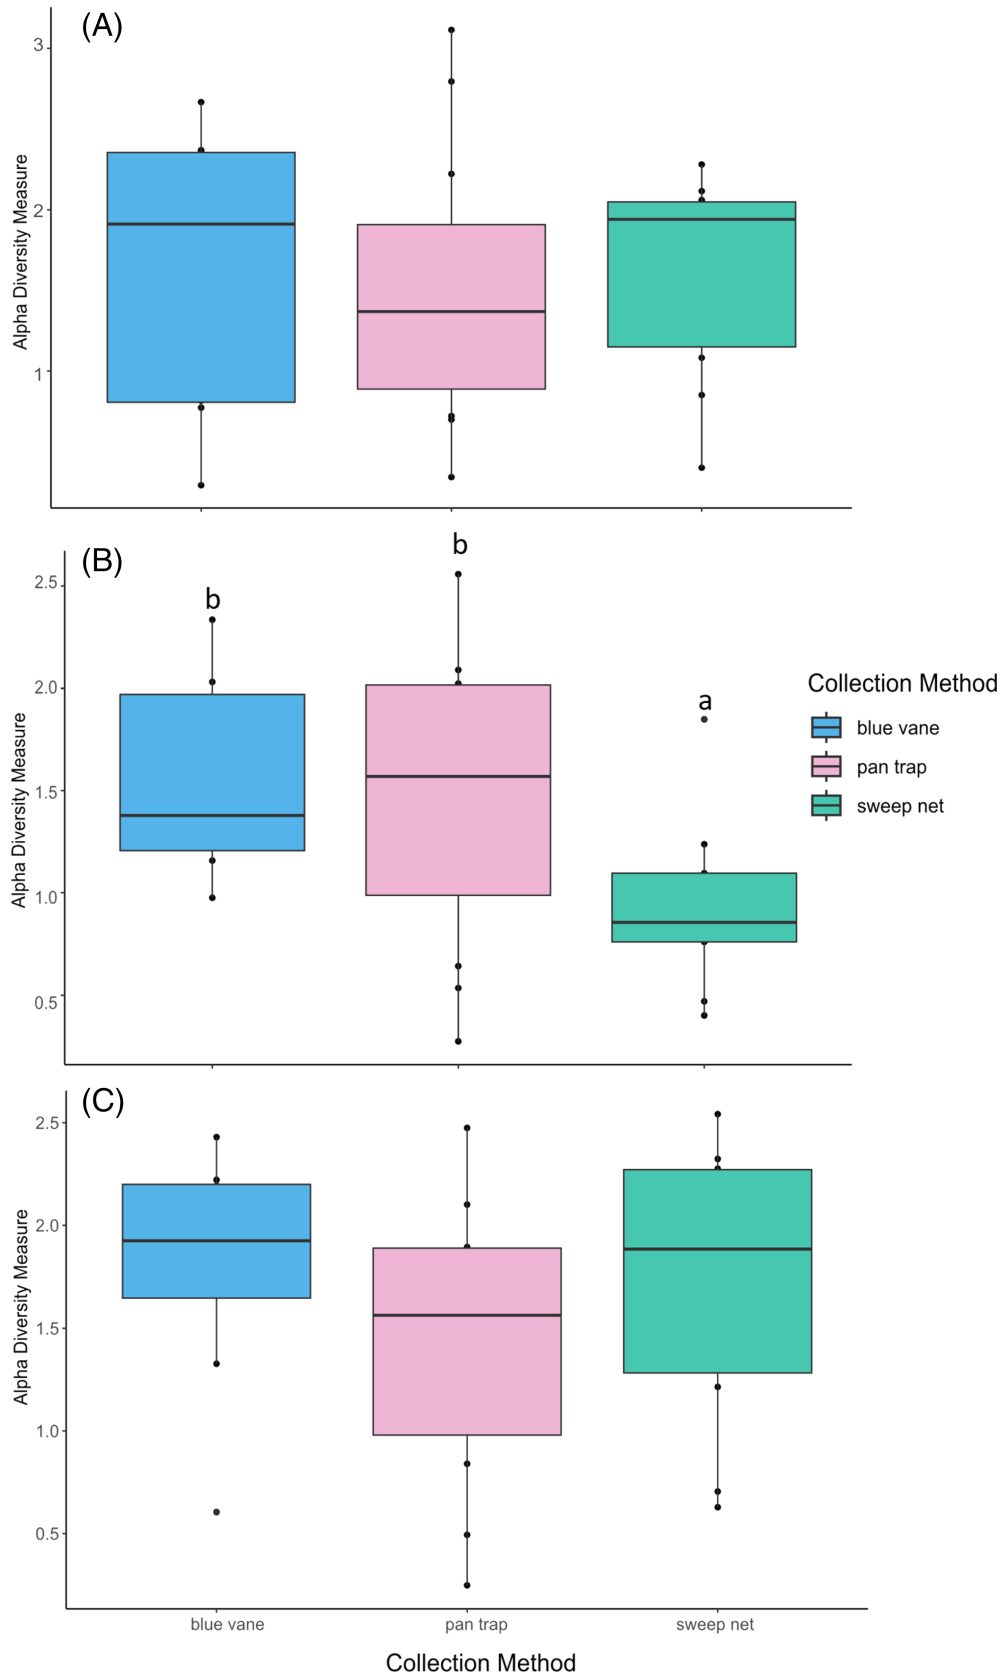 (A)
3
2
1
Alpha Diversity Measure
(B)
b
b
a
2.5
2.0
1.5
1.0
0.5
Alpha Diversity Measure
Collection Method
blue vane
pan trap
sweep net
(C)
2.5
2.0
1.5
1.0
0.5
Alpha Diversity Measure
blue vane
pan trap
sweep net
Collection Method